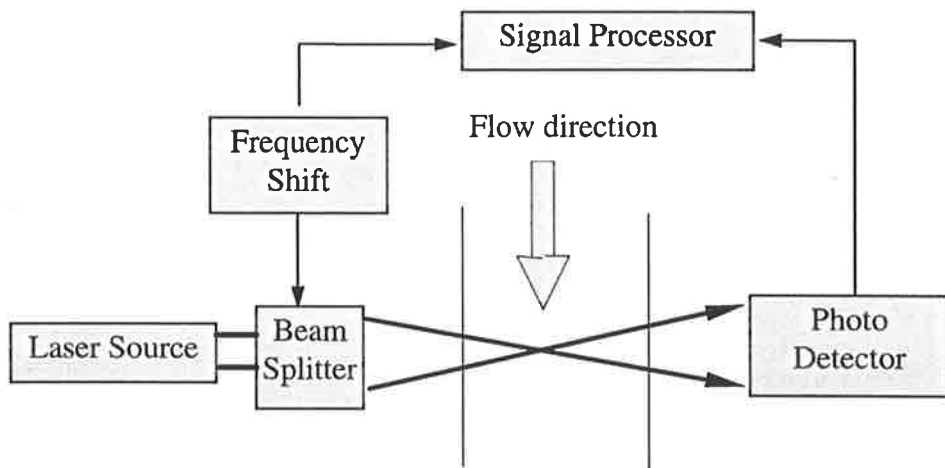 Signal Processor
Frequency
Shift
Flow direction
Laser Source
Beam
Splitter
Photo
Detector